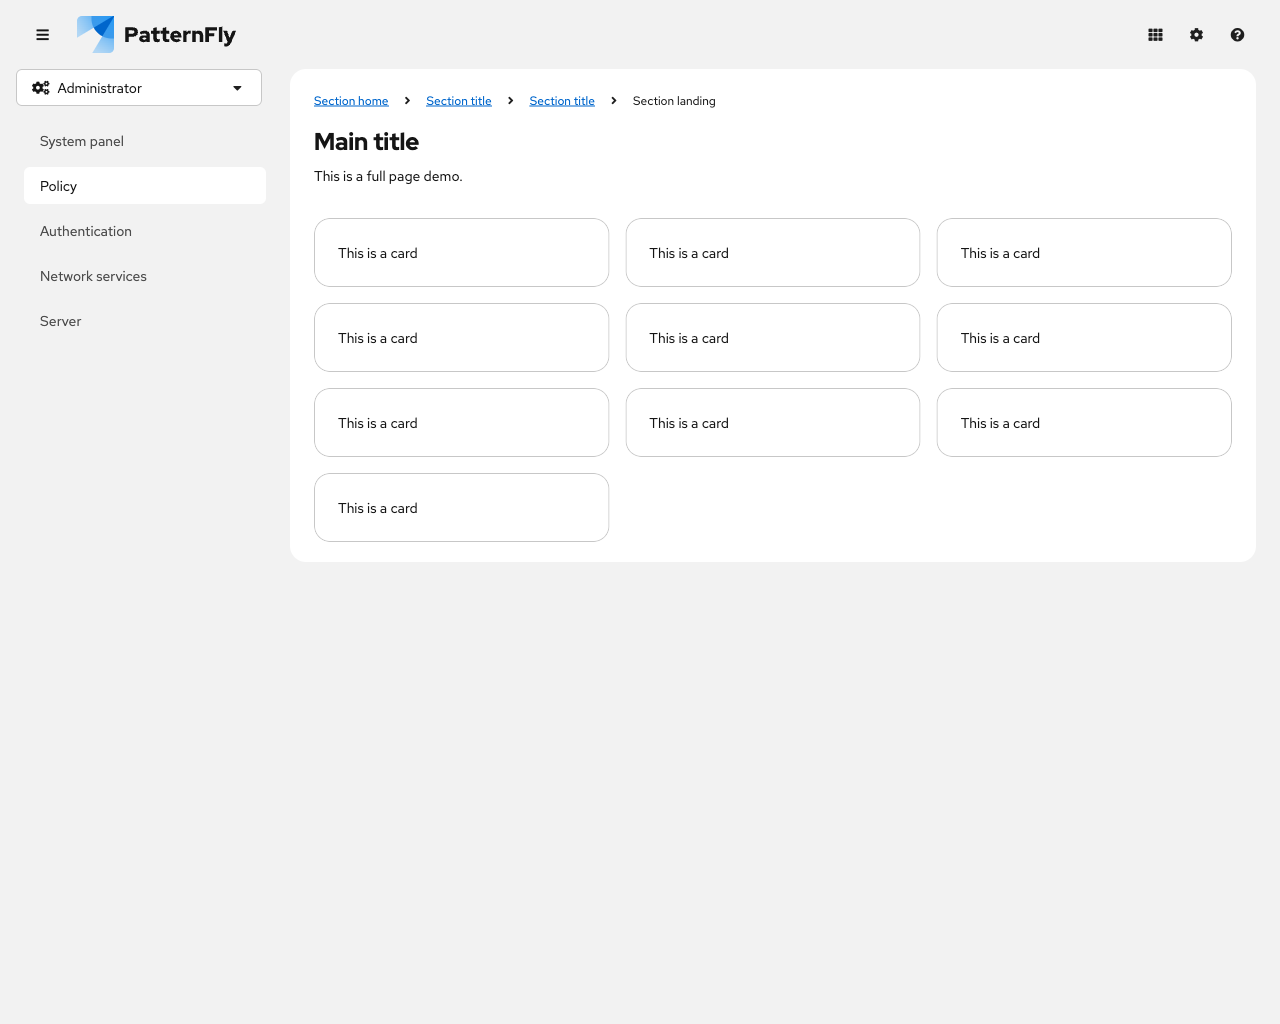 PatternFly
Administrator
System panel
Policy
Authentication
Network services
Server
Section home Section title Section title Section landing
Main title
This is a full page demo.
This is a card This is a card This is a card
This is a card This is a card This is a card
This is a card This is a card This is a card
This is a card